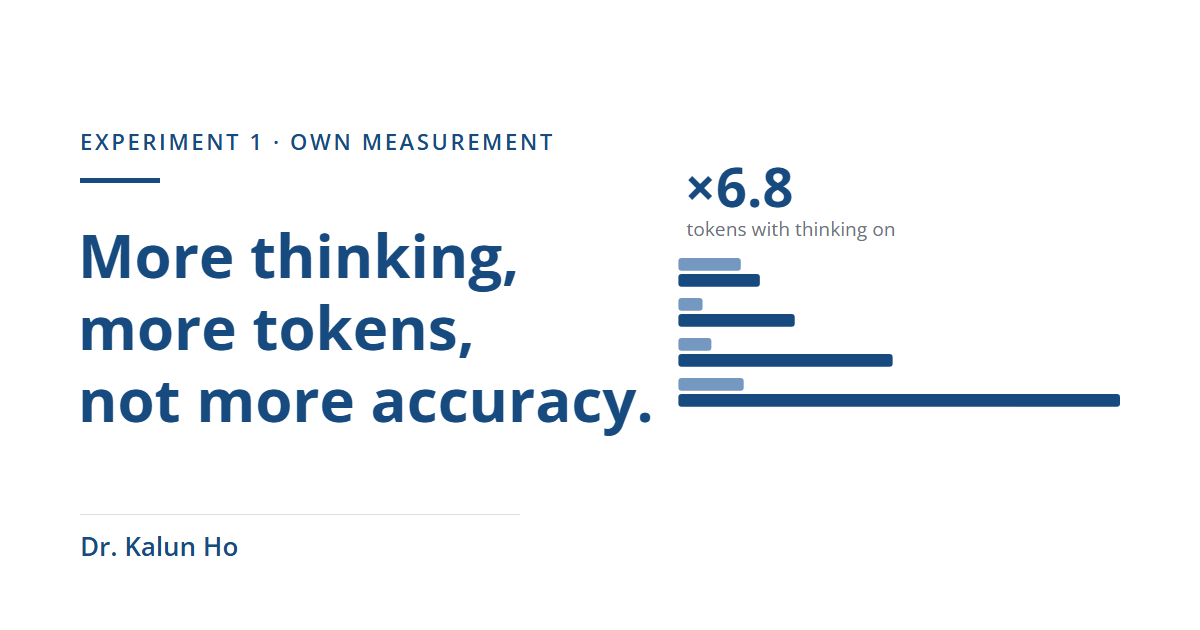 EXPERIMENT 1 · OWN MEASUREMENT
More thinking,
more tokens,
not more accuracy.
×6.8
tokens with thinking on
Dr. Kalun Ho